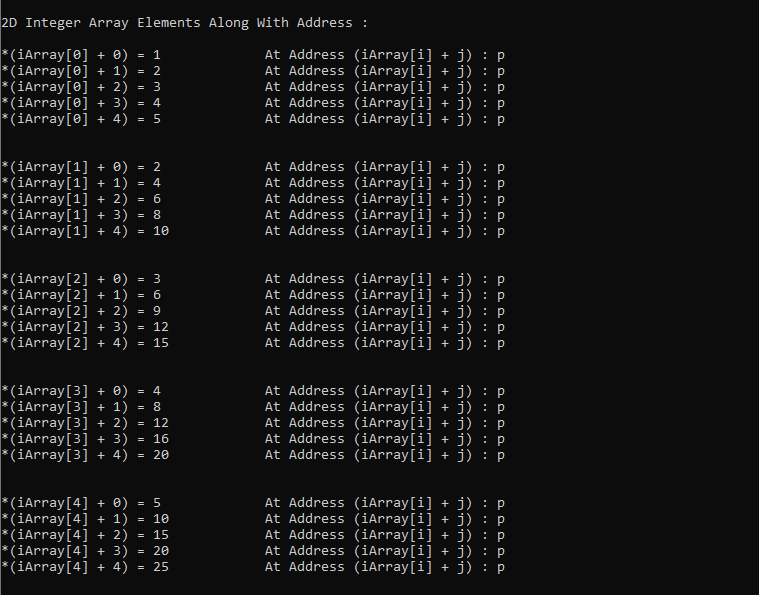 2D Integer Array Elements Along With Address :
*(iArray[0] + 0) = 1 At Address (iArray[i] + j) : p
*(iArray[0] + 1) = 2 At Address (iArray[i] + j) : p
*(iArray[0] + 2) = 3 At Address (iArray[i] + j) : p
*(iArray[0] + 3) = 4 At Address (iArray[i] + j) : p
*(iArray[0] + 4) = 5 At Address (iArray[i] + j) : p
*(iArray[1] + 0) = 2 At Address (iArray[i] + j) : p
*(iArray[1] + 1) = 4 At Address (iArray[i] + j) : p
*(iArray[1] + 2) = 6 At Address (iArray[i] + j) : p
*(iArray[1] + 3) = 8 At Address (iArray[i] + j) : p
*(iArray[1] + 4) = 10 At Address (iArray[i] + j) : p
*(iArray[2] + 0) = 3 At Address (iArray[i] + j) : p
*(iArray[2] + 1) = 6 At Address (iArray[i] + j) : p
*(iArray[2] + 2) = 9 At Address (iArray[i] + j) : p
*(iArray[2] + 3) = 12 At Address (iArray[i] + j) : p
*(iArray[2] + 4) = 15 At Address (iArray[i] + j) : p
*(iArray[3] + 0) = 4 At Address (iArray[i] + j) : p
*(iArray[3] + 1) = 8 At Address (iArray[i] + j) : p
*(iArray[3] + 2) = 12 At Address (iArray[i] + j) : p
*(iArray[3] + 3) = 16 At Address (iArray[i] + j) : p
*(iArray[3] + 4) = 20 At Address (iArray[i] + j) : p
*(iArray[4] + 0) = 5 At Address (iArray[i] + j) : p
*(iArray[4] + 1) = 10 At Address (iArray[i] + j) : p
*(iArray[4] + 2) = 15 At Address (iArray[i] + j) : p
*(iArray[4] + 3) = 20 At Address (iArray[i] + j) : p
*(iArray[4] + 4) = 25 At Address (iArray[i] + j) : p